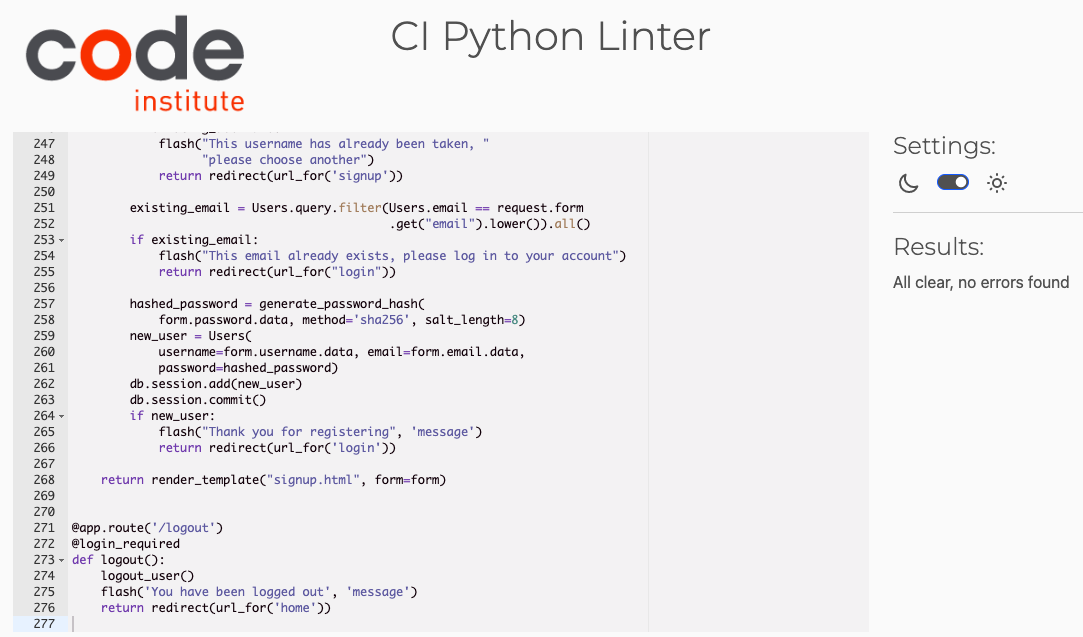 code
institute
CI Python Linter
247 flash("This username has already been taken, "
248 "please choose another")
249 return redirect(url_for('signup'))
250
251 existing_email = Users.query.filter(Users.email == request.form
252 .get("email").lower()).all()
253 if existing_email:
254 flash("This email already exists, please log in to your account")
255 return redirect(url_for("login"))
256
257 hashed_password = generate_password_hash(
258 form.password.data, method='sha256', salt_length=8)
259 new_user = Users(
260 username=form.username.data, email=form.email.data,
261 password=hashed_password)
262 db.session.add(new_user)
263 db.session.commit()
264 if new_user:
265 flash("Thank you for registering", 'message')
266 return redirect(url_for('login'))
267
268 return render_template("signup.html", form=form)
269
270
271 @app.route('/logout')
272 @login_required
273 def logout():
274 logout_user()
275 flash('You have been logged out', 'message')
276 return redirect(url_for('home'))
277
Settings:
Results:
All clear, no errors found